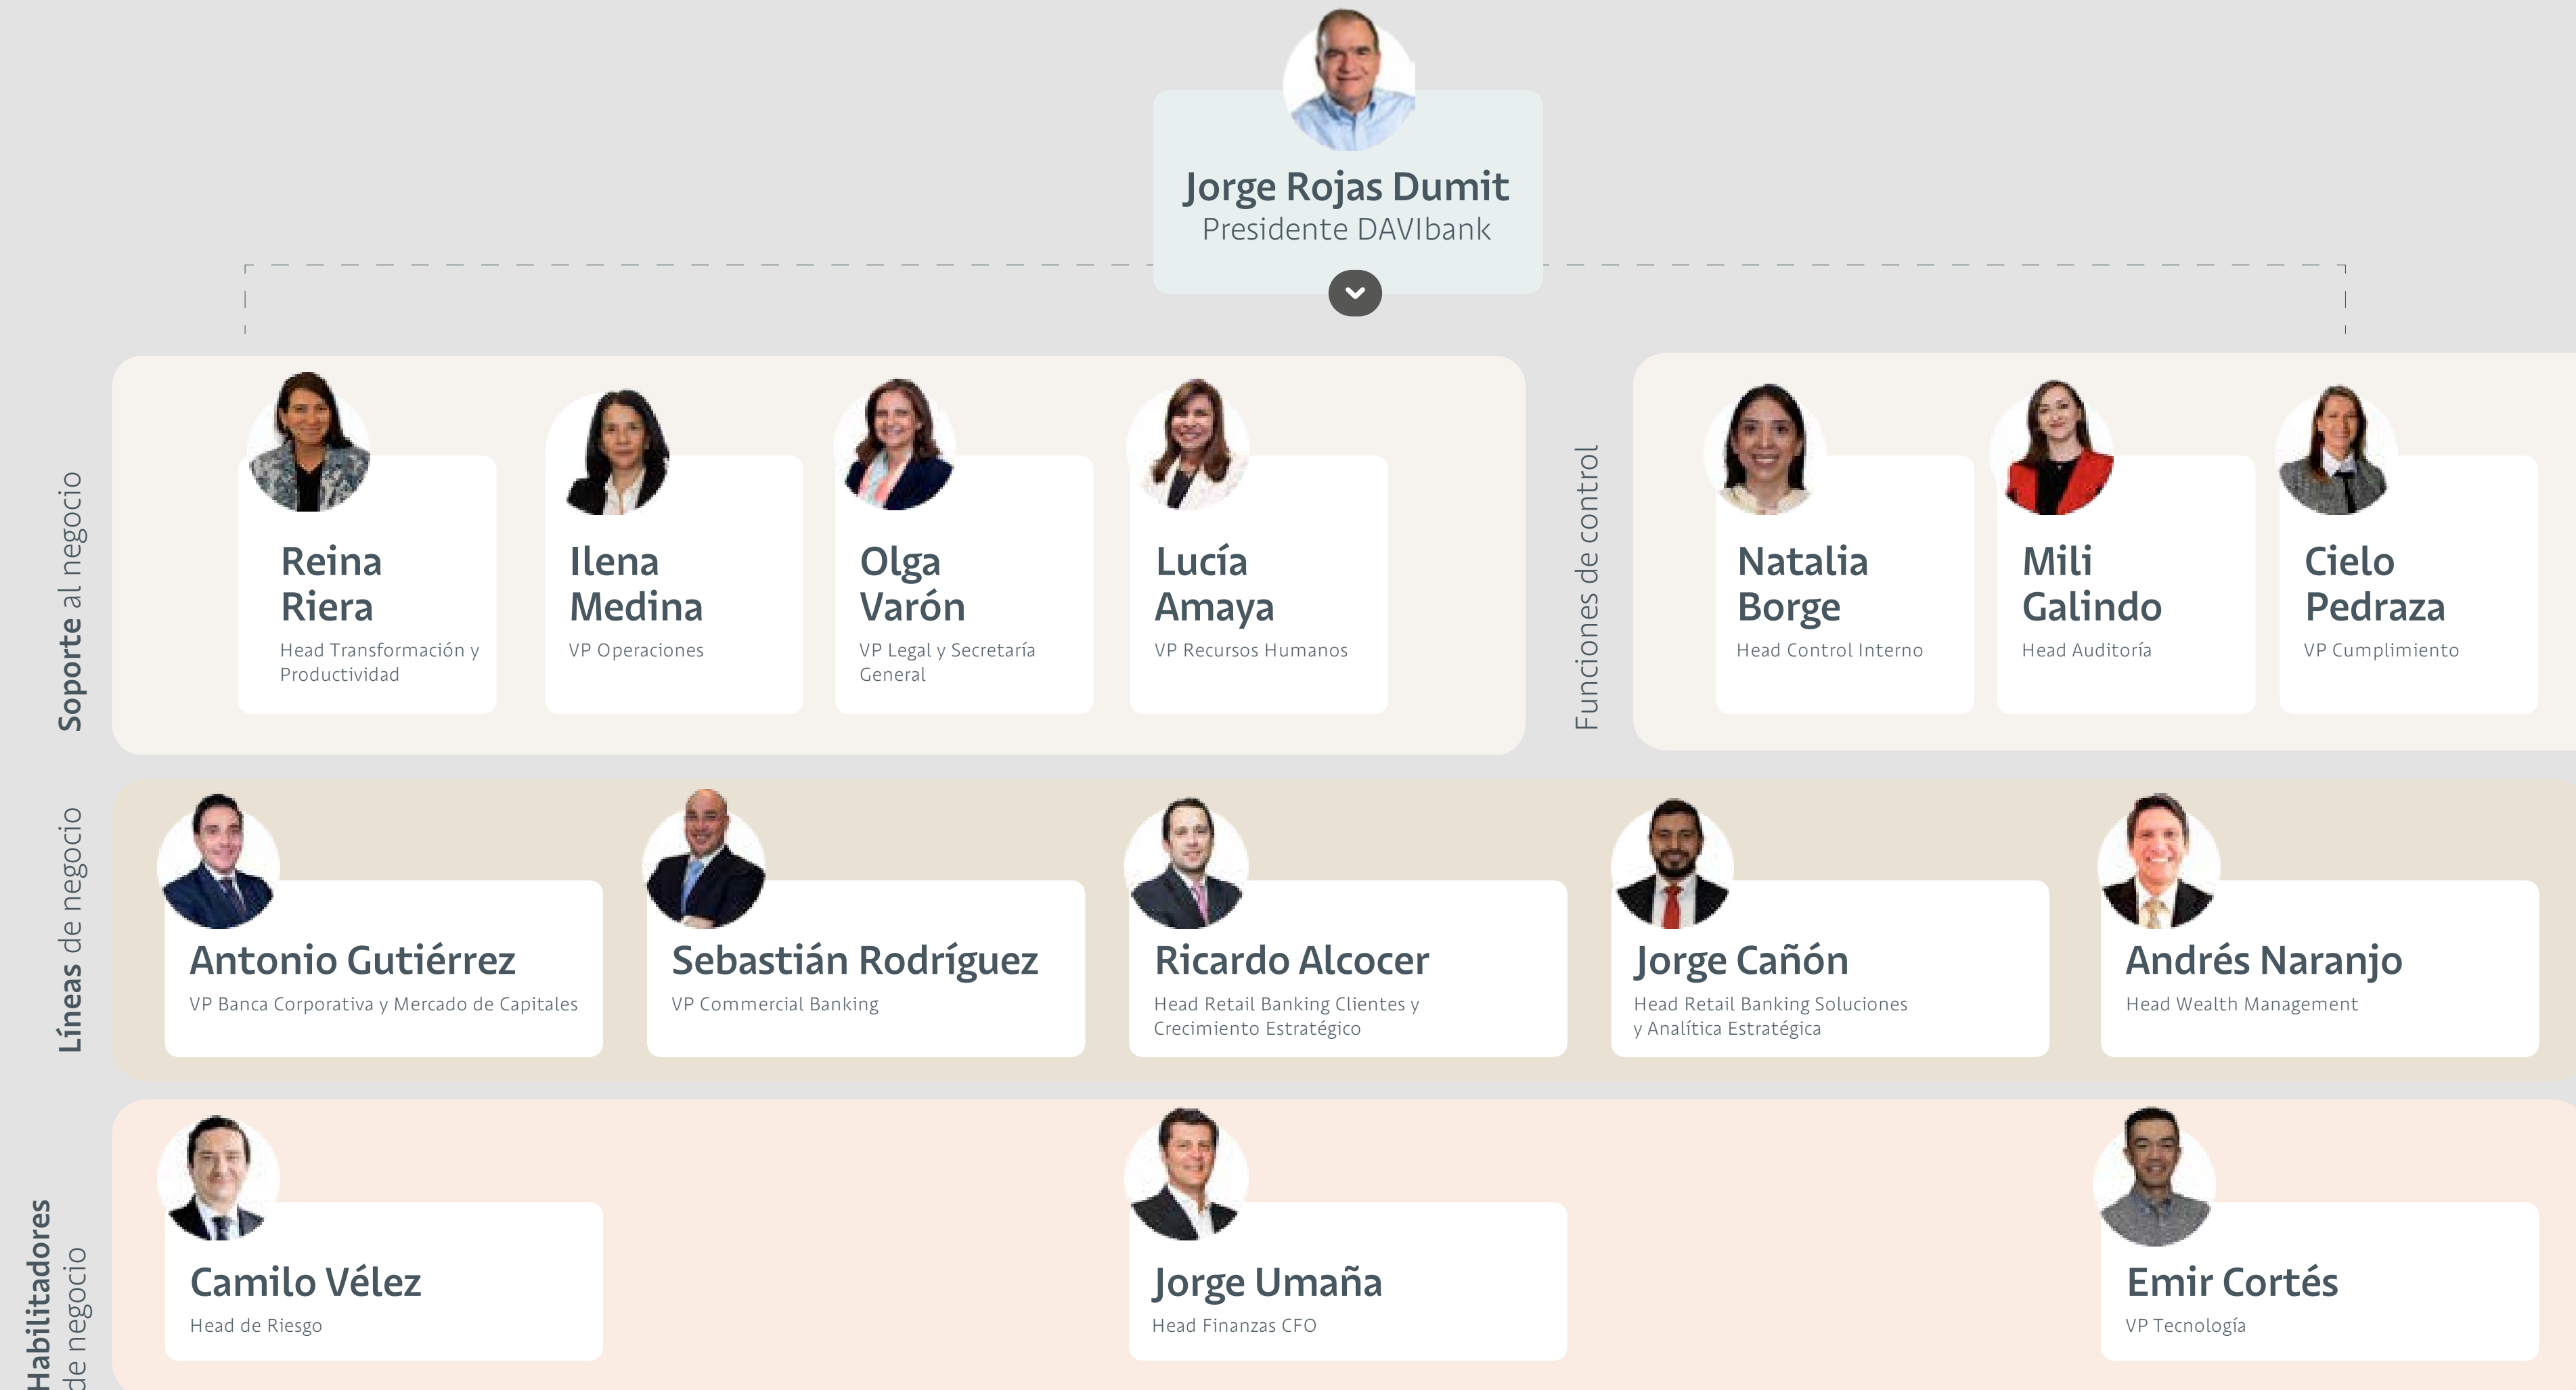 Jorge Rojas Dumit
Presidente DAVIbank
Soporte al negocio
Reina
Riera
Head Transformación y
Productividad
Ilena
Medina
VP Operaciones
Olga
Varón
VP Legal y Secretaría
General
Lucía
Amaya
VP Recursos Humanos
Funciones de control
Natalia
Borge
Head Control Interno
Mili
Galindo
Head Auditoría
Cielo
Pedraza
VP Cumplimiento
Líneas de negocio
Antonio Gutiérrez
VP Banca Corporativa y Mercado de Capitales
Sebastián Rodríguez
VP Commercial Banking
Ricardo Alcocer
Head Retail Banking Clientes y
Crecimiento Estratégico
Jorge Cañón
Head Retail Banking Soluciones
y Analítica Estratégica
Andrés Naranjo
Head Wealth Management
Habilitadores
de negocio
Camilo Vélez
Head de Riesgo
Jorge Umaña
Head Finanzas CFO
Emir Cortés
VP Tecnología